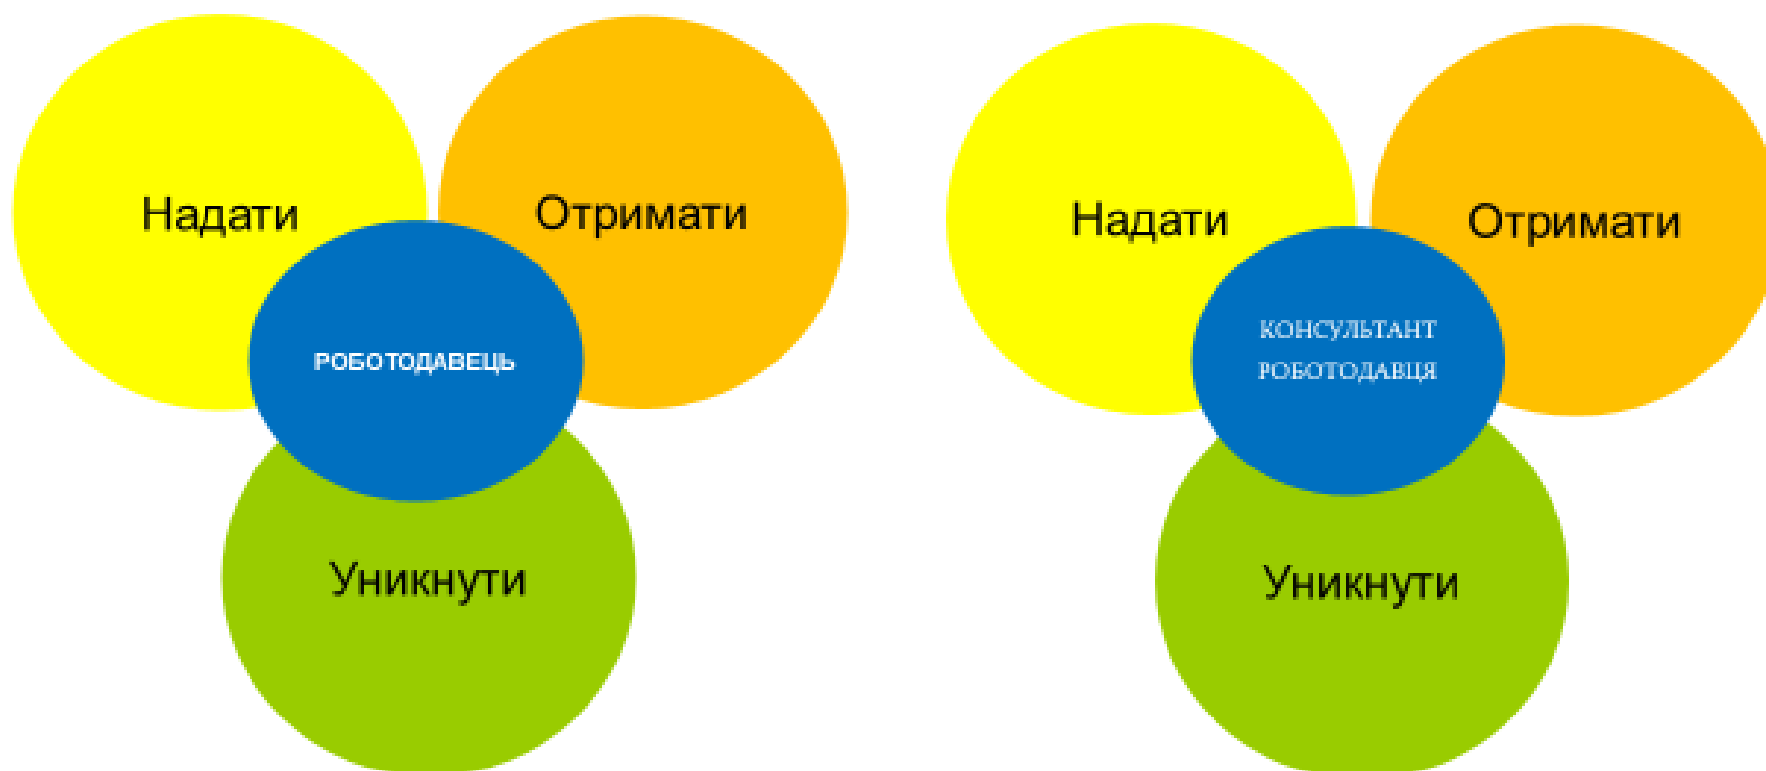 Надати
Отримати
РОБОТОДАВЕЦЬ
Уникнути
Надати
Отримати
КОНСУЛЬТАНТ
РОБОТОДАВЦЯ
Уникнути